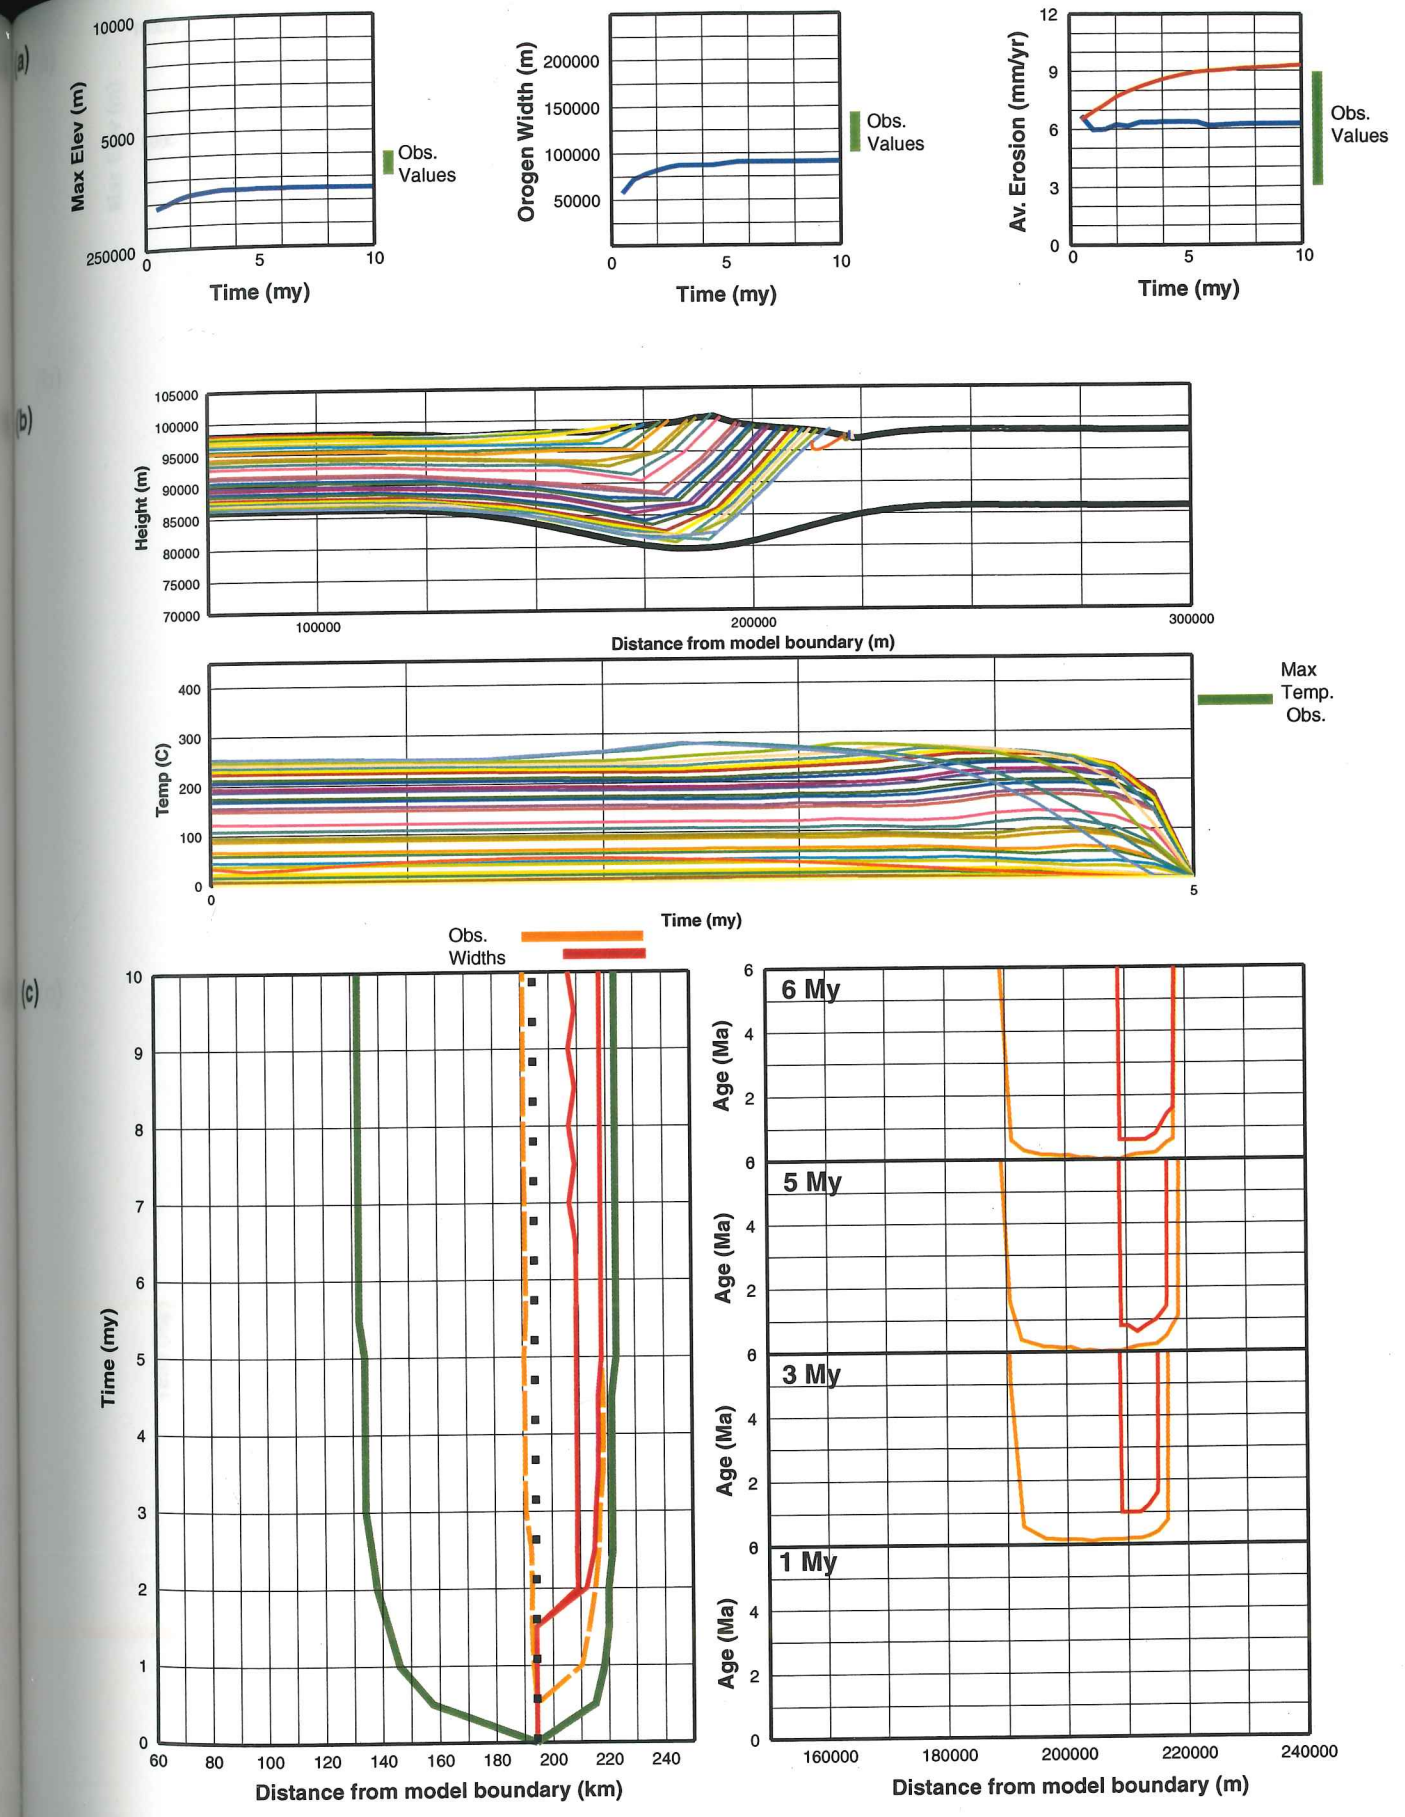 (a)
10000
5000
250000
Max Elev (m)
0 5 10
Time (my)
Obs.
Values
200000
150000
100000
50000
Orogen Width (m)
0 5 10
Time (my)
Obs.
Values
12
9
6
3
0
Av. Erosion (mm/yr)
0 5 10
Time (my)
Obs.
Values
(b)
105000
100000
95000
90000
85000
80000
75000
70000
Height (m)
100000 200000 300000
Distance from model boundary (m)
400
300
200
100
0
Temp (C)
0 5
Time (my)
Max
Temp.
Obs.
Obs.
Widths
(c)
10
9
8
7
6
5
4
3
2
1
0
Time (my)
60 80 100 120 140 160 180 200 220 240
Distance from model boundary (km)
6 My
6
4
2
Age (Ma)
5 My
4
2
Age (Ma)
3 My
4
2
Age (Ma)
1 My
4
2
0
Age (Ma)
160000 180000 200000 220000 240000
Distance from model boundary (m)